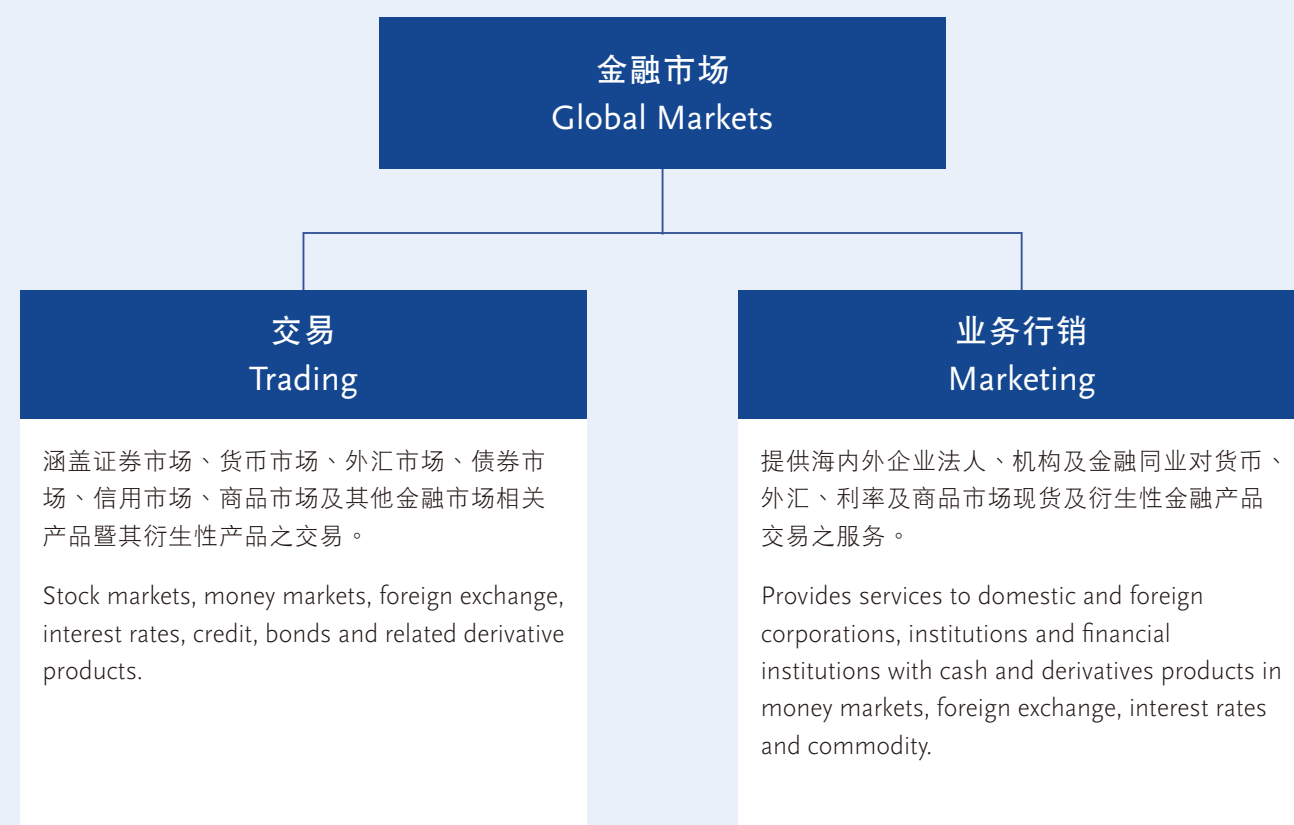 金融市场
Global Markets
交易
Trading
涵盖证券市场、货币市场、外汇市场、债券市
场、信用市场、商品市场及其他金融市场相关
产品暨其衍生性产品之交易。
Stock markets, money markets, foreign exchange,
interest rates, credit, bonds and related derivative
products.
业务行销
Marketing
提供海内外企业法人、机构及金融同业对货币、
外汇、利率及商品市场现货及衍生性金融产品
交易之服务。
Provides services to domestic and foreign
corporations, institutions and financial
institutions with cash and derivatives products in
money markets, foreign exchange, interest rates
and commodity.